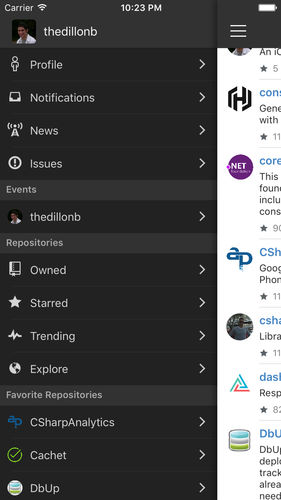 Carrier
10:23 PM
thedillonb
Profile
Notifications
News
Issues
Events
thedillonb
Repositories
Owned
Starred
Trending
Explore
Favorite Repositories
CSharpAnalytics
Cachet
DbUp
An iO
5
cons
Gene
with
11
core
.NET
This
found
inclu
cons
90
CSh
Goog
Phon
11
csha
Libra
11
dash
Resp
82
DbU
DbUp
deplo
track
alrea
need